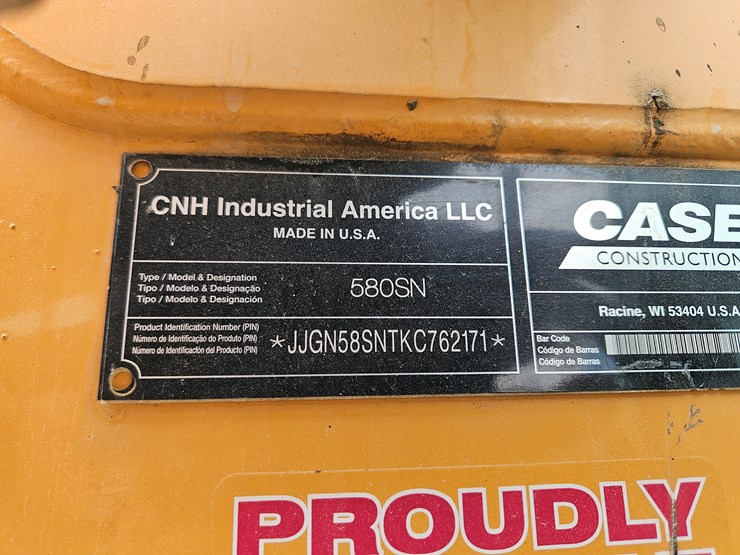 CNH Industrial America LLC
MADE IN U.S.A.
Type / Model & Designation
Tipo / Modelo & Designação
Tipo / Modelo & Designación
580SN
Product Identification Number (PIN)
Número de Identificação do Produto (PIN)
Número de Identificación del Producto (PIN)
*JJGN58SNTKC762171*
CASE
CONSTRUCTION
Racine, WI 53404 U.S.A
Bar Code
Código de Barras
Código de Barras
PROUDLY